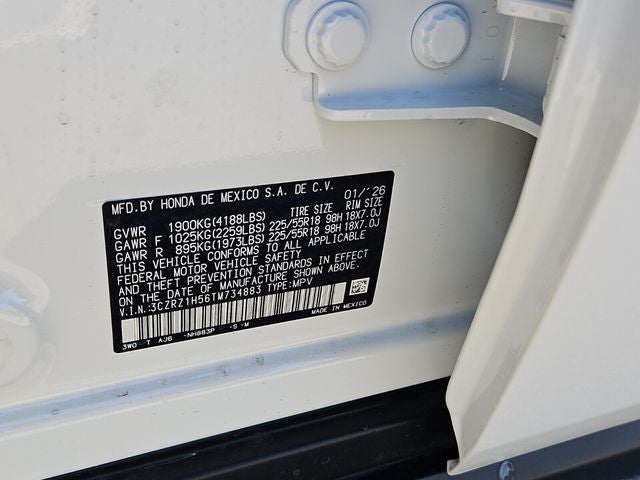 MFD.BY HONDA DE MEXICO S.A. DE C.V. 01/'26
TIRE SIZE RIM SIZE
GVWR 1900KG(4188LBS)
GAWR F 1025KG(2259LBS) 225/55R18 98H 18X7.0J
GAWR R 895KG(1973LBS) 225/55R18 98H 18X7.0J
THIS VEHICLE CONFORMS TO ALL APPLICABLE
FEDERAL MOTOR VEHICLE SAFETY
AND THEFT PREVENTION STANDARDS IN EFFECT
ON THE DATE OF MANUFACTURE SHOWN ABOVE.
V.I.N.:3CZRZ1H56TM734883 TYPE:MPV
3W0 T AJ6 -NH883P -S -M MADE IN MEXICO